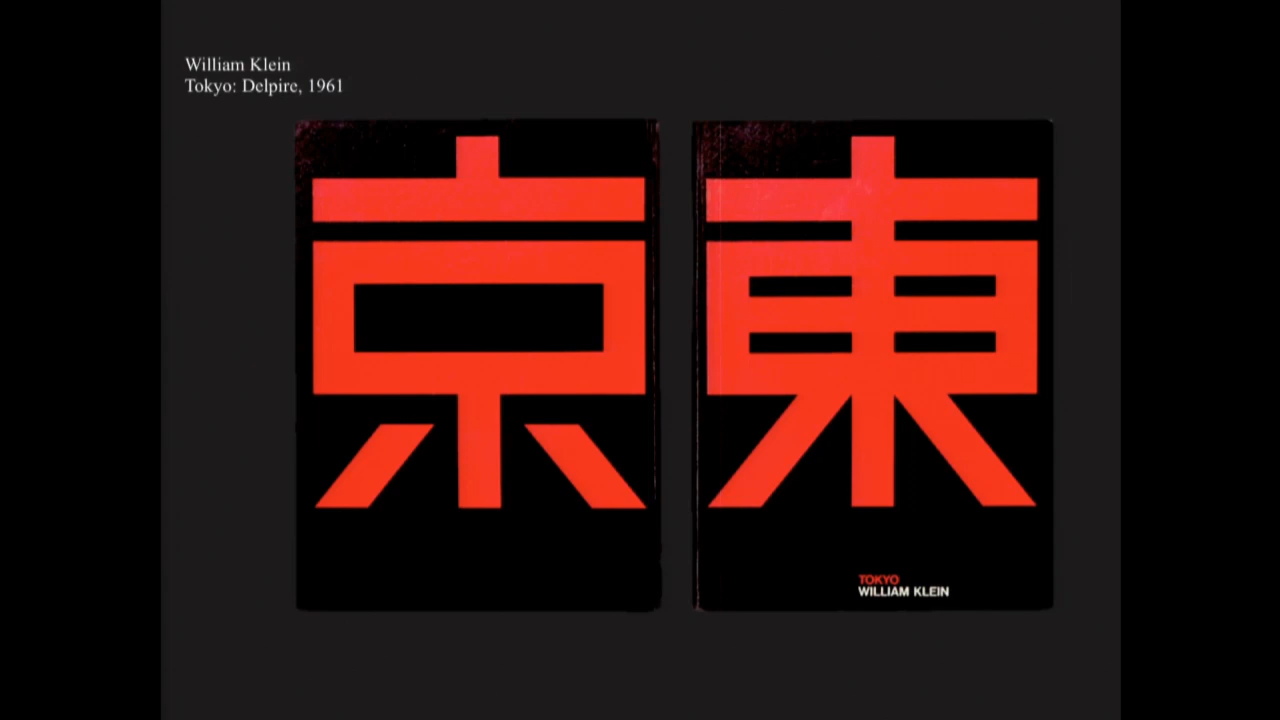 William Klein
Tokyo: Delpire, 1961
京 東
TOKYO
WILLIAM KLEIN